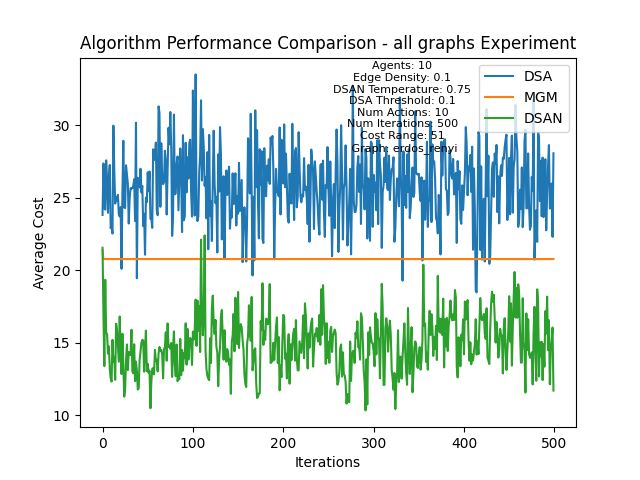 Algorithm Performance Comparison - all graphs Experiment
Agents: 10
Edge Density: 0.1
DSAN Temperature: 0.75
DSA Threshold: 0.1
Num Actions: 10
Num Iterations: 500
Cost Range: 51
Graph: erdos_renyi
DSA
MGM
DSAN
Average Cost
30
25
20
15
10
0
100
200
300
400
500
Iterations